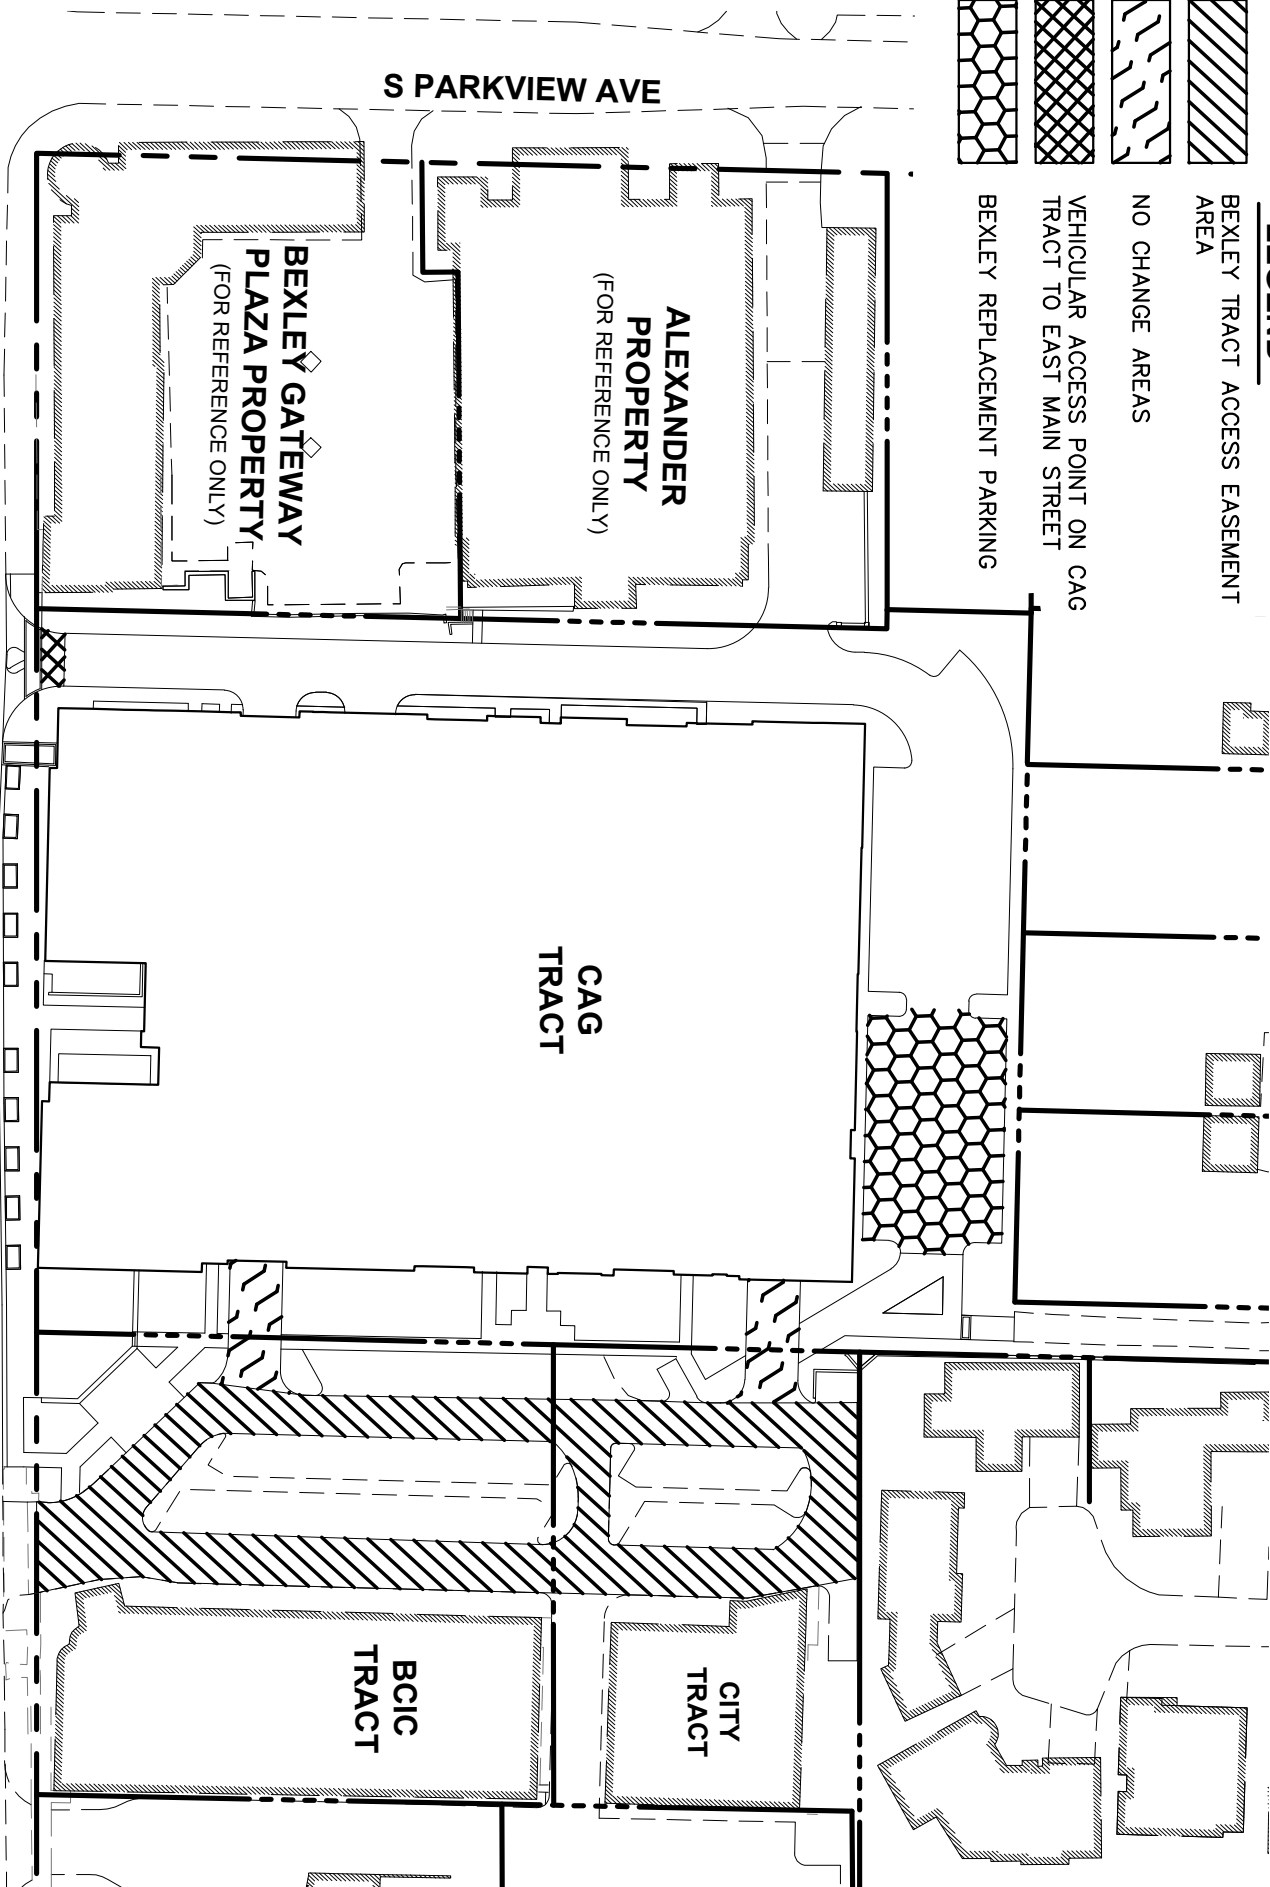 BEXLEY TRACT ACCESS EASEMENT
AREA
NO CHANGE AREAS
VEHICULAR ACCESS POINT ON CAG
TRACT TO EAST MAIN STREET
BEXLEY REPLACEMENT PARKING
S PARKVIEW AVE
ALEXANDER
PROPERTY
(FOR REFERENCE ONLY)
BEXLEY GATEWAY
PLAZA PROPERTY
(FOR REFERENCE ONLY)
CAG
TRACT
CITY
TRACT
BCIC
TRACT